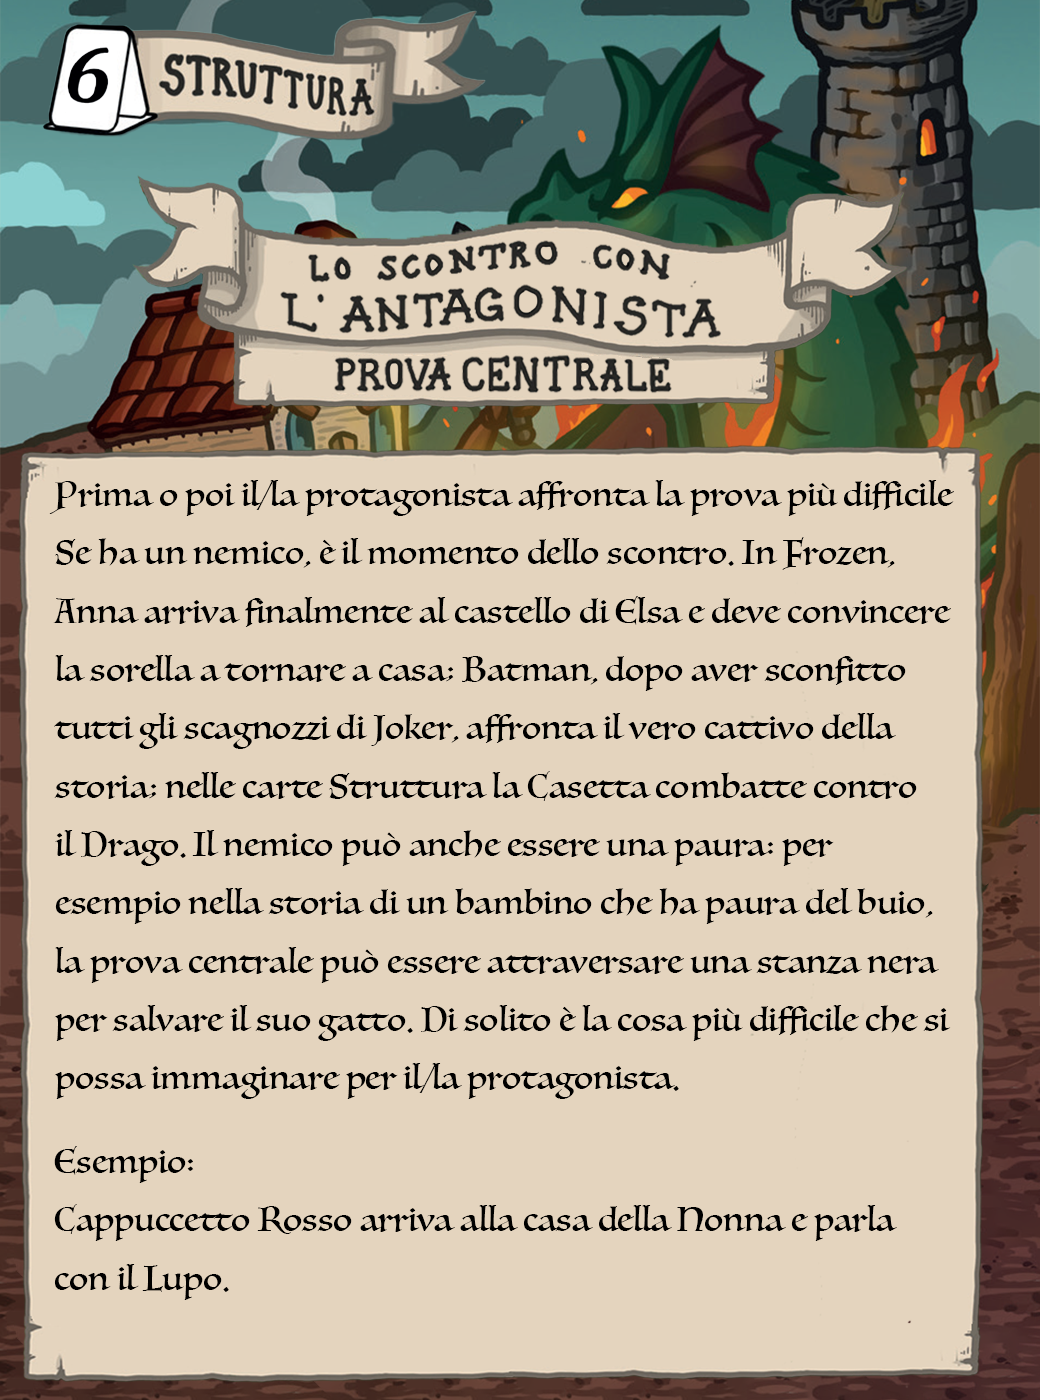 6
STRUTTURA
LO SCONTRO CON
L'ANTAGONISTA
PROVA CENTRALE
Prima o poi il/la protagonista affronta la prova più difficile
Se ha un nemico, è il momento dello scontro. In Frozen,
Anna arriva finalmente al castello di Elsa e deve convincere
la sorella a tornare a casa; Batman, dopo aver sconfitto
tutti gli scagnozzi di Joker, affronta il vero cattivo della
storia; nelle carte Struttura la Casetta combatte contro
il Drago. Il nemico può anche essere una paura: per
esempio nella storia di un bambino che ha paura del buio,
la prova centrale può essere attraversare una stanza nera
per salvare il suo gatto. Di solito è la cosa più difficile che si
possa immaginare per il/la protagonista.
Esempio:
Cappuccetto Rosso arriva alla casa della Nonna e parla
con il Lupo.